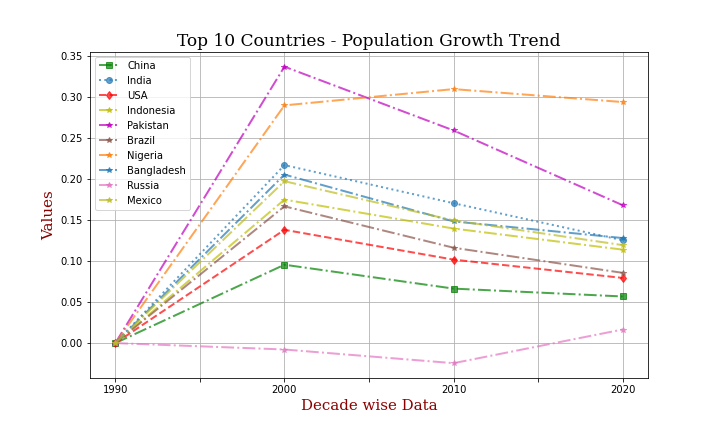 Top 10 Countries - Population Growth Trend
0.35
0.30
0.25
0.20
0.15
0.10
0.05
0.00
Values
China
India
USA
Indonesia
Pakistan
Brazil
Nigeria
Bangladesh
Russia
Mexico
1990 2000 2010 2020
Decade wise Data